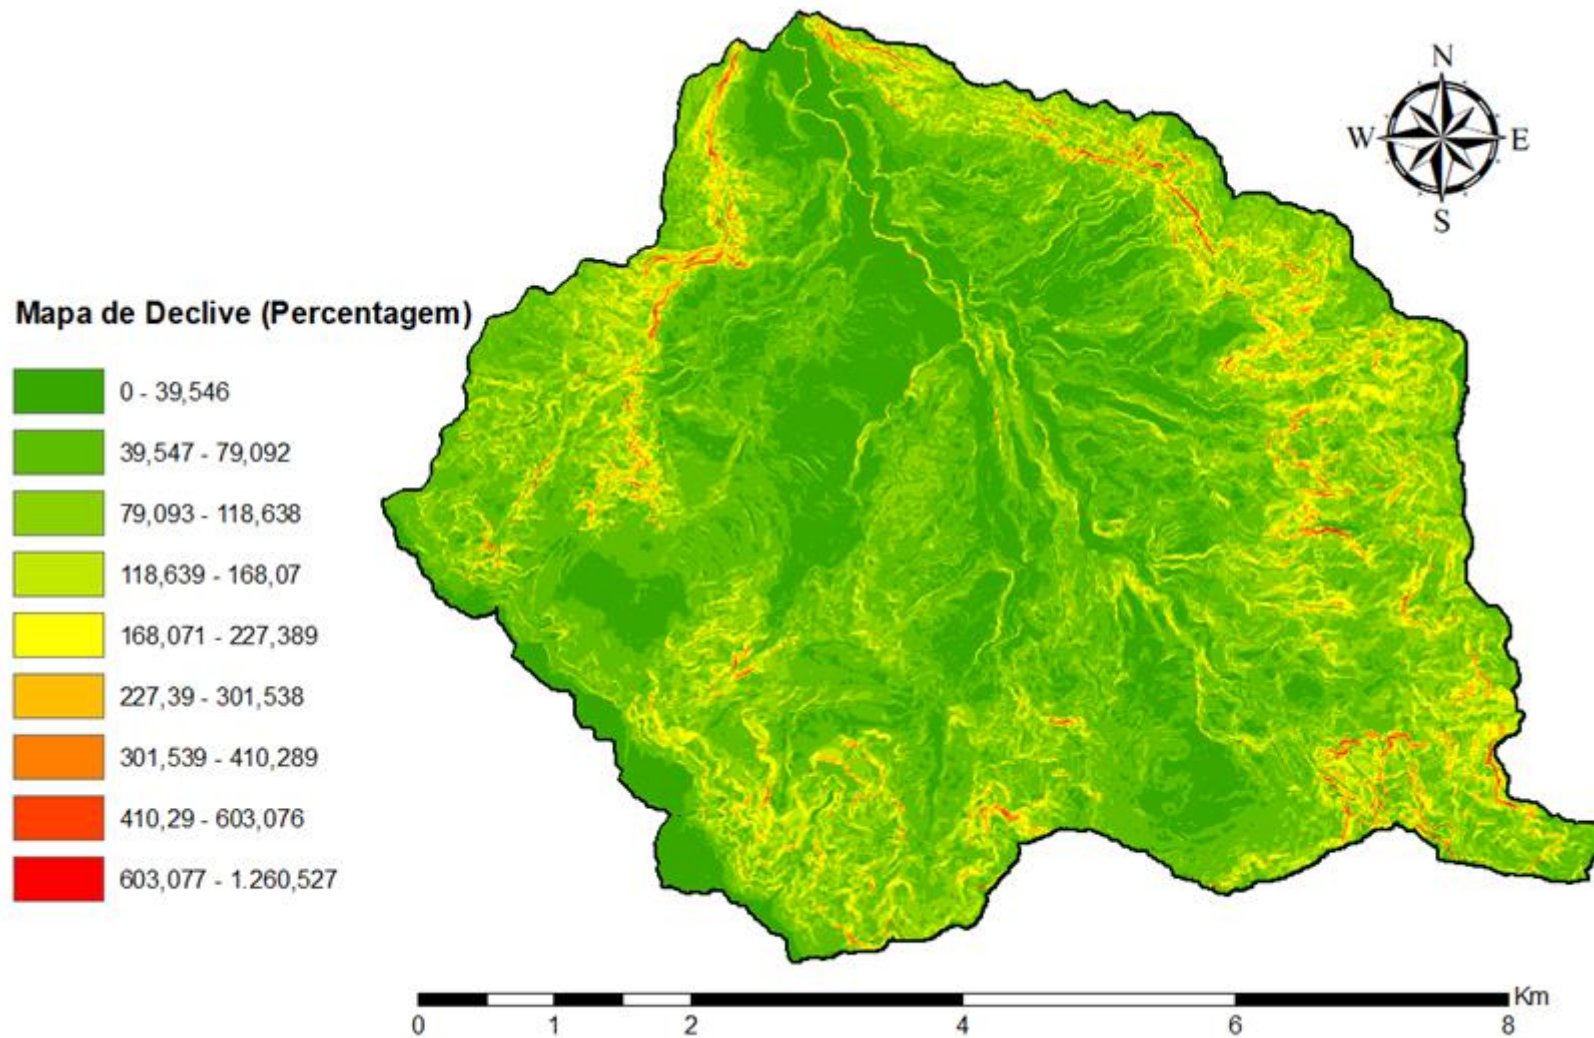 N
W E
S
Mapa de Declive (Percentagem)
0 - 39,546
39,547 - 79,092
79,093 - 118,638
118,639 - 168,07
168,071 - 227,389
227,39 - 301,538
301,539 - 410,289
410,29 - 603,076
603,077 - 1.260,527
Km
0 1 2 4 6 8